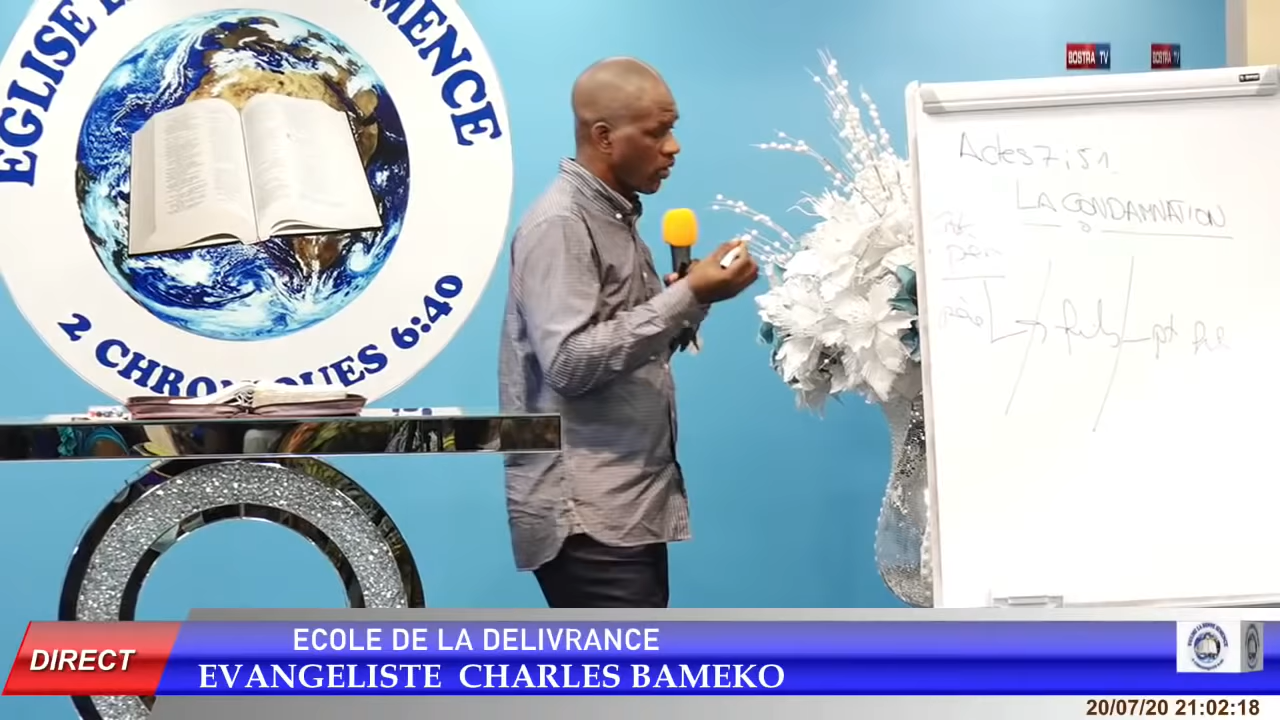 EGLISE
MENCE
2 CHRONIQUES 6:40
BOSTRA TV
BOSTRA TV
Actes 7:51
LA CONDAMNATION
DIRECT
ECOLE DE LA DELIVRANCE
EVANGELISTE CHARLES BAMEKO
20/07/20 21:02:18